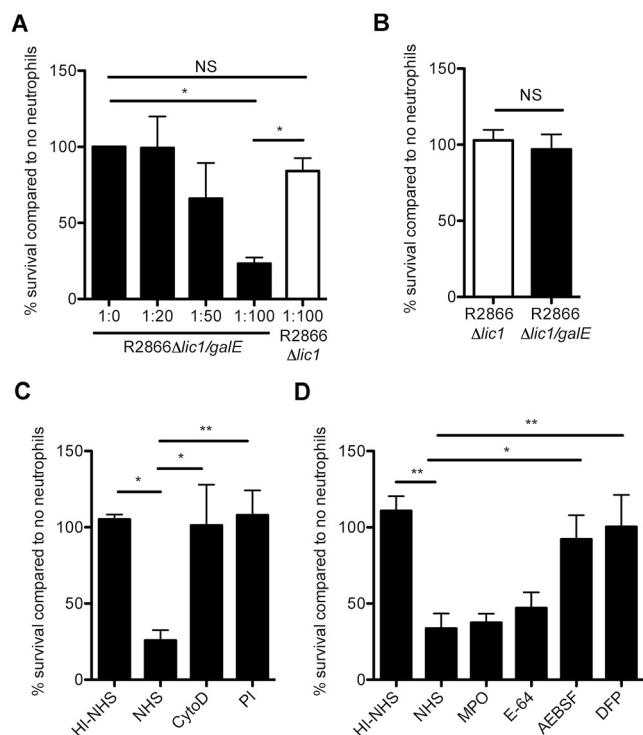 A
% survival compared to no neutrophils
150
100
50
0
NS
*
*
1:0 1:20 1:50 1:100 1:100
R2866Δlic1/galE
R2866
Δlic1
B
% survival compared to no neutrophils
150
100
50
0
NS
R2866
Δlic1
R2866
Δlic1/galE
C
% survival compared to no neutrophils
150
100
50
0
**
*
*
HI-NHS NHS CytoD PI
D
% survival compared to no neutrophils
150
100
50
0
**
*
**
HI-NHS NHS MPO E-64 AEBSF DFP